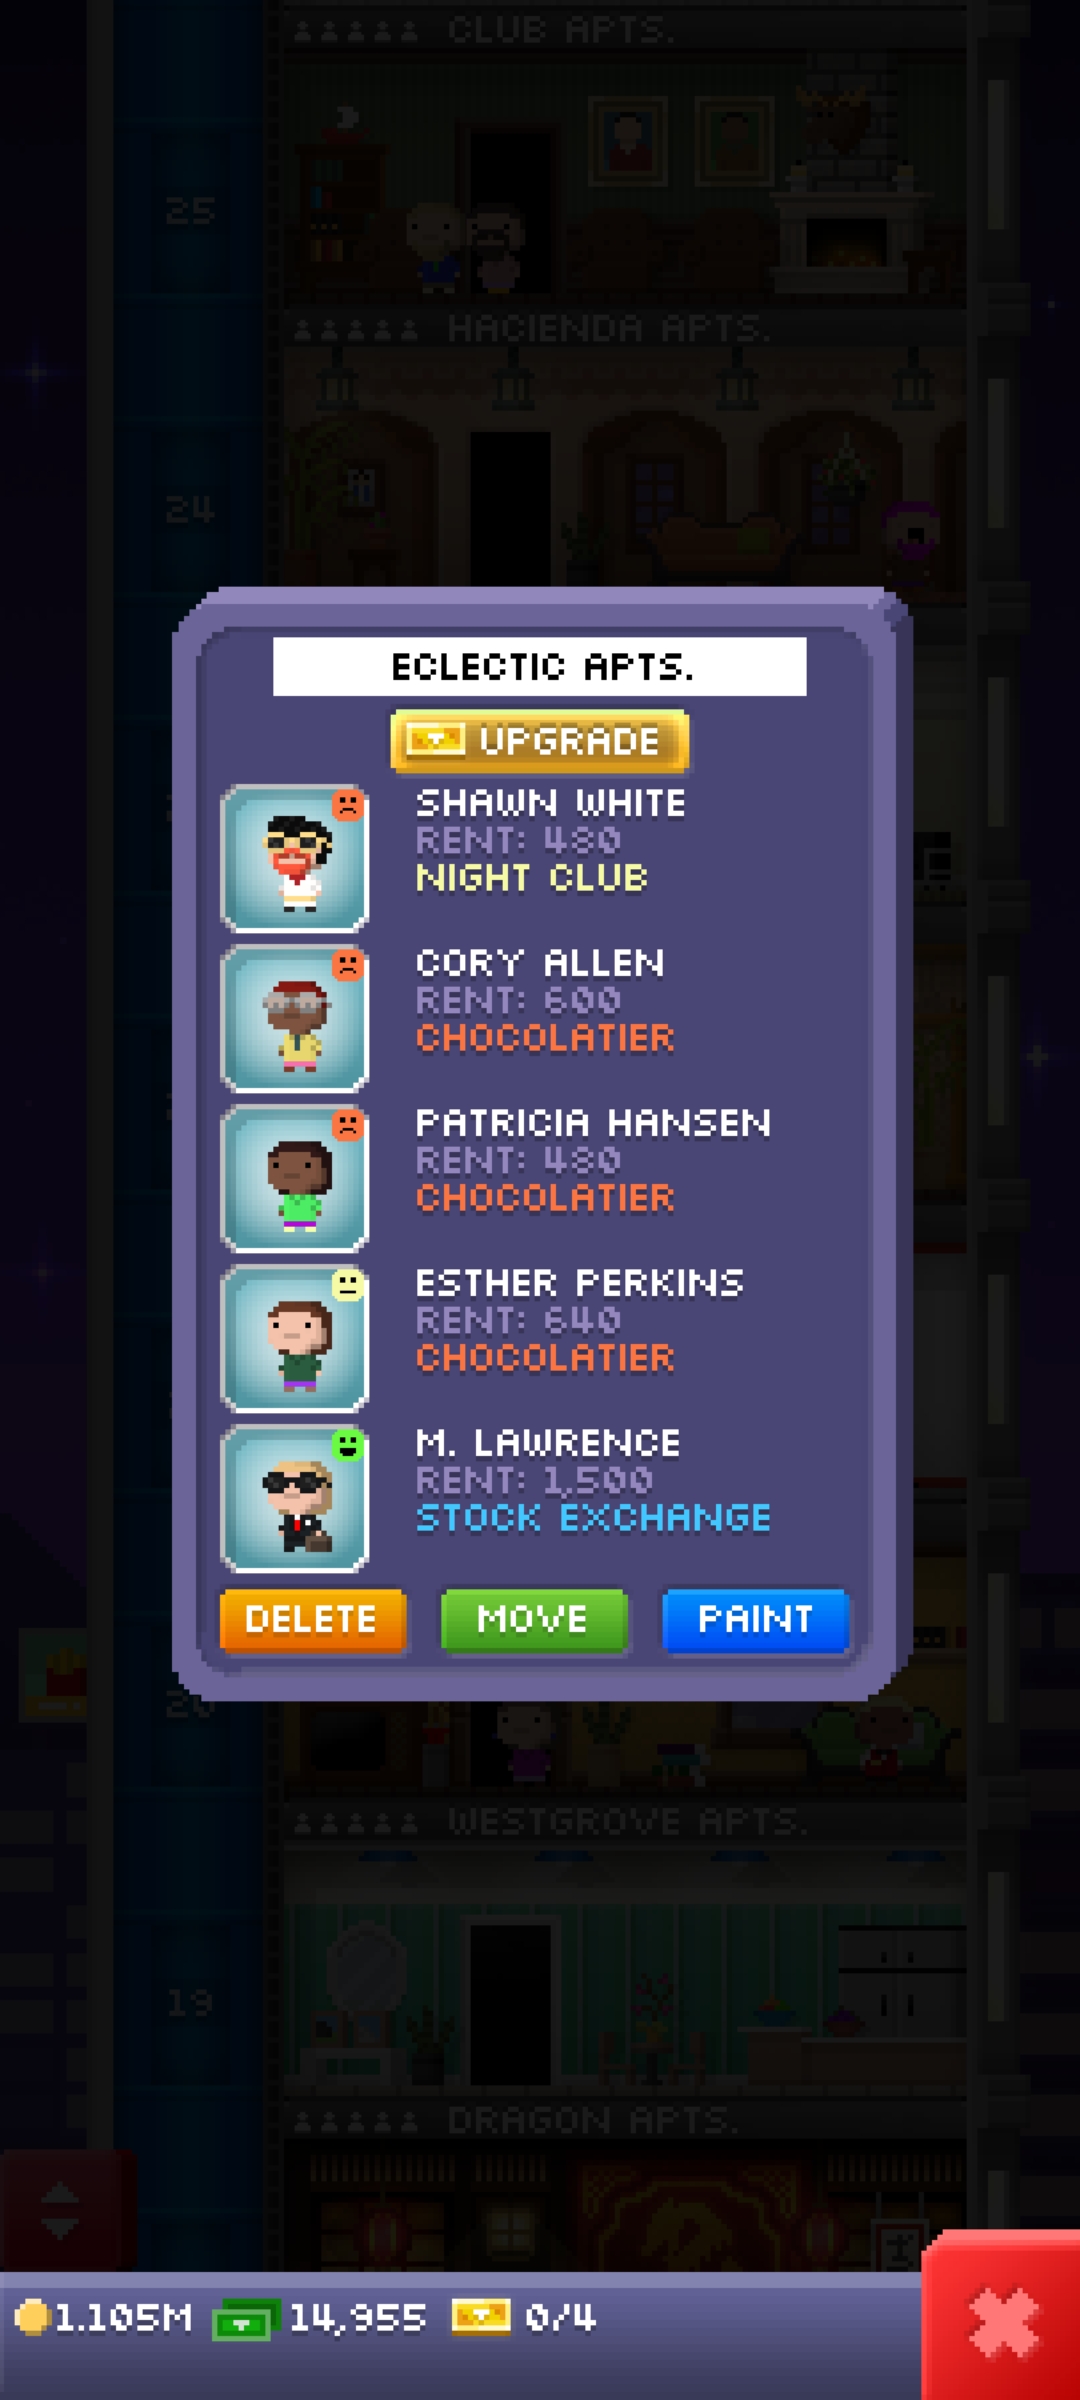 CLUB APTS.
25
HACIENDA APTS.
24
ECLECTIC APTS.
UPGRADE
SHAWN WHITE
RENT: 480
NIGHT CLUB
CORY ALLEN
RENT: 600
CHOCOLATIER
PATRICIA HANSEN
RENT: 480
CHOCOLATIER
ESTHER PERKINS
RENT: 640
CHOCOLATIER
M. LAWRENCE
RENT: 1,500
STOCK EXCHANGE
DELETE MOVE PAINT
20
WESTGROVE APTS.
19
DRAGON APTS.
1.105M 14,955 0/4